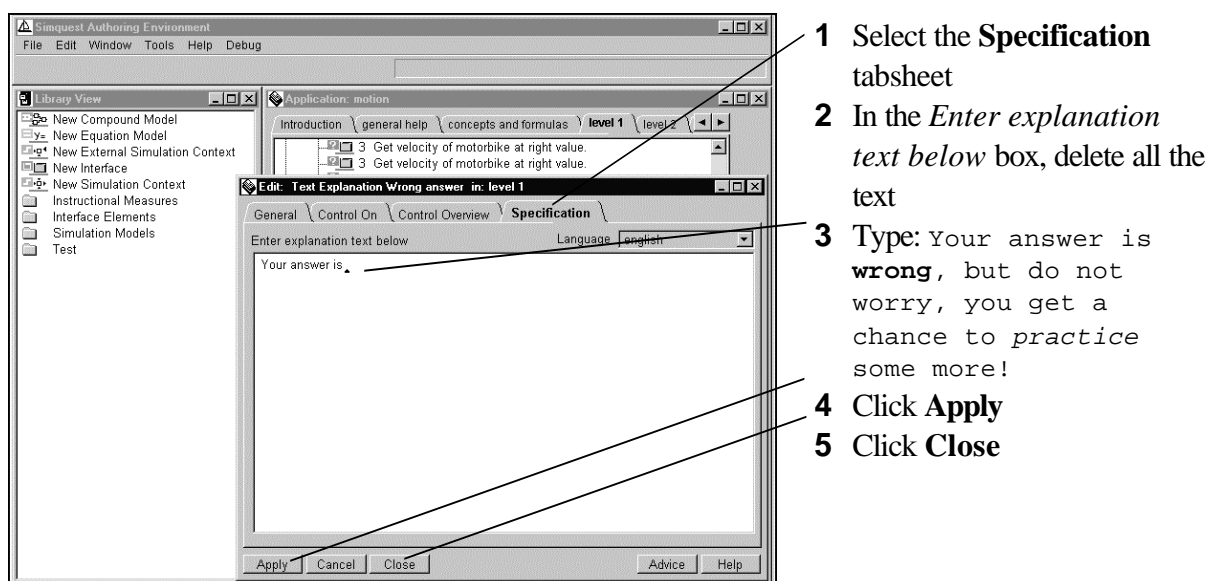 Simquest Authoring Environment
File Edit Window Tools Help Debug
Library View
New Compound Model
New Equation Model
New External Simulation Context
New Interface
New Simulation Context
Instructional Measures
Interface Elements
Simulation Models
Test
Application: motion
Introduction general help concepts and formulas level 1 level 2
3 Get velocity of motorbike at right value.
3 Get velocity of motorbike at right value.
Edit: Text Explanation Wrong answer in: level 1
General Control On Control Overview Specification
Enter explanation text below Language english
Your answer is
Apply Cancel Close Advice Help
1 Select the Specification
tabsheet
2 In the Enter explanation
text below box, delete all the
text
3 Type: Your answer is
wrong, but do not
worry, you get a
chance to practice
some more!
4 Click Apply
5 Click Close